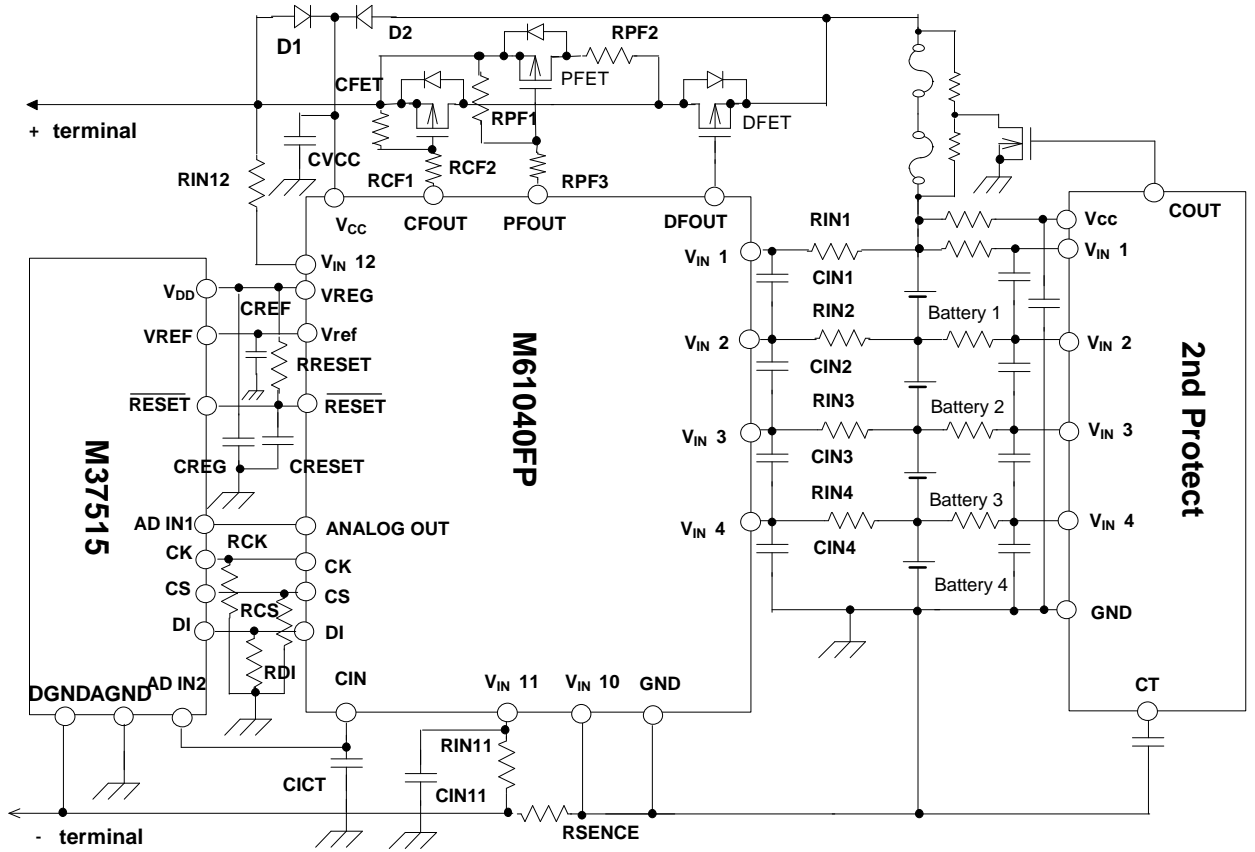 D1
D2
RPF2
PFET
CFET
RPF1
DFET
+ terminal
CVCC
RIN12
RCF1
RCF2
RPF3
VCC
CFOUT
PFOUT
DFOUT
COUT
RIN1
Vcc
VIN 1
VIN 1
VIN 12
CIN1
VDD
CREF
VREG
RIN2
Battery 1
VREF
Vref
VIN 2
VIN 2
RRESET
CIN2
RIN3
Battery 2
RESET
RESET
VIN 3
VIN 3
CREG
CRESET
CIN3
RIN4
Battery 3
M37515
M61040FP
2nd Protect
AD IN1
ANALOG OUT
VIN 4
VIN 4
RCK
CIN4
CK
CK
CS
CS
RCS
Battery 4
DI
DI
GND
RDI
CIN
VIN 11
VIN 10
GND
CT
DGND
AGND
AD IN2
RIN11
CICT
CIN11
RSENCE
- terminal